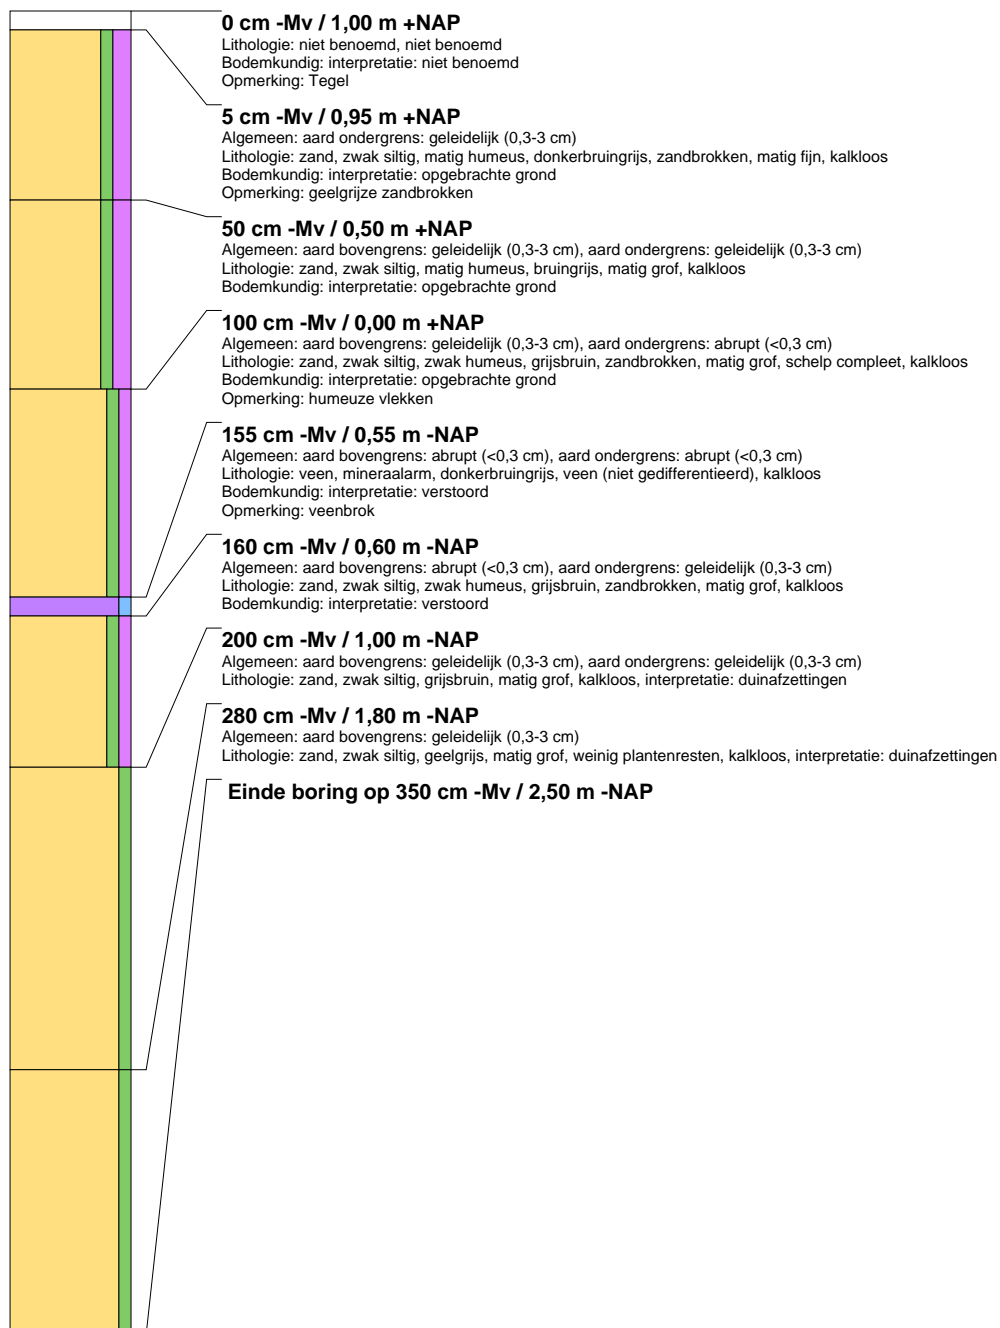 0 cm -Mv / 1,00 m +NAP
Lithologie: niet benoemd, niet benoemd
Bodemkundig: interpretatie: niet benoemd
Opmerking: Tegel
5 cm -Mv / 0,95 m +NAP
Algemeen: aard ondergrens: geleidelijk (0,3-3 cm)
Lithologie: zand, zwak siltig, matig humeus, donkerbruingrijs, zandbrokken, matig fijn, kalkloos
Bodemkundig: interpretatie: opgebrachte grond
Opmerking: geelgrijze zandbrokken
50 cm -Mv / 0,50 m +NAP
Algemeen: aard bovengrens: geleidelijk (0,3-3 cm), aard ondergrens: geleidelijk (0,3-3 cm)
Lithologie: zand, zwak siltig, matig humeus, bruingrijs, matig grof, kalkloos
Bodemkundig: interpretatie: opgebrachte grond
100 cm -Mv / 0,00 m +NAP
Algemeen: aard bovengrens: geleidelijk (0,3-3 cm), aard ondergrens: abrupt (<0,3 cm)
Lithologie: zand, zwak siltig, zwak humeus, grijsbruin, zandbrokken, matig grof, schelp compleet, kalkloos
Bodemkundig: interpretatie: opgebrachte grond
Opmerking: humeuze vlekken
155 cm -Mv / 0,55 m -NAP
Algemeen: aard bovengrens: abrupt (<0,3 cm), aard ondergrens: abrupt (<0,3 cm)
Lithologie: veen, mineraalarm, donkerbruingrijs, veen (niet gedifferentieerd), kalkloos
Bodemkundig: interpretatie: verstoord
Opmerking: veenbrok
160 cm -Mv / 0,60 m -NAP
Algemeen: aard bovengrens: abrupt (<0,3 cm), aard ondergrens: geleidelijk (0,3-3 cm)
Lithologie: zand, zwak siltig, zwak humeus, grijsbruin, zandbrokken, matig grof, kalkloos
Bodemkundig: interpretatie: verstoord
200 cm -Mv / 1,00 m -NAP
Algemeen: aard bovengrens: geleidelijk (0,3-3 cm), aard ondergrens: geleidelijk (0,3-3 cm)
Lithologie: zand, zwak siltig, grijsbruin, matig grof, kalkloos, interpretatie: duinafzettingen
280 cm -Mv / 1,80 m -NAP
Algemeen: aard bovengrens: geleidelijk (0,3-3 cm)
Lithologie: zand, zwak siltig, geelgrijs, matig grof, weinig plantenresten, kalkloos, interpretatie: duinafzettingen
Einde boring op 350 cm -Mv / 2,50 m -NAP